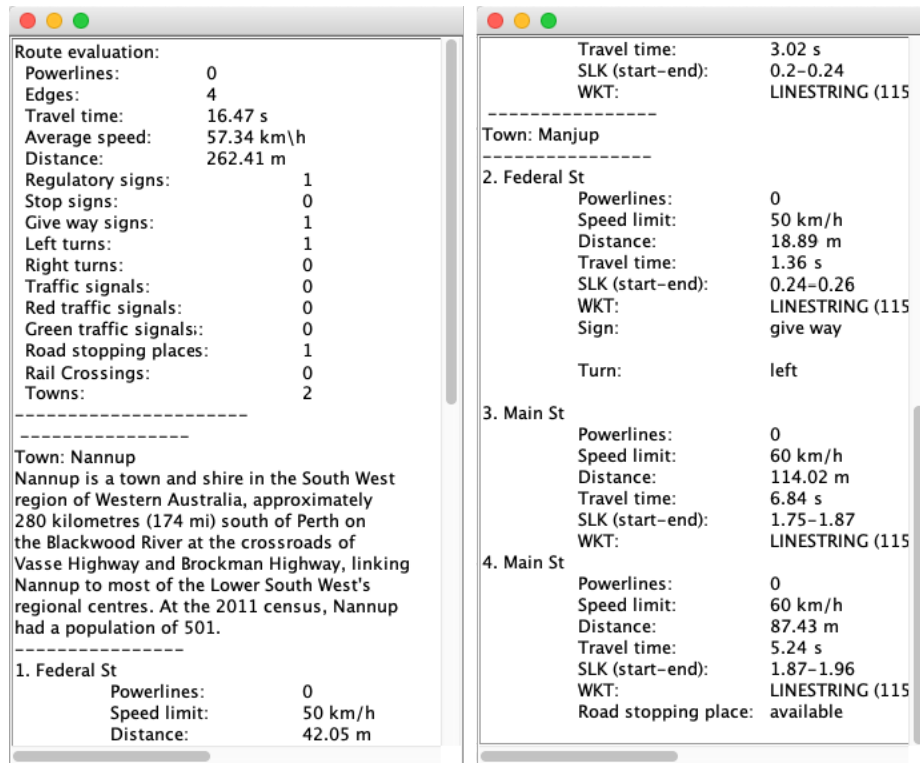 Route evaluation:
Powerlines: 0
Edges: 4
Travel time: 16.47 s
Average speed: 57.34 km\h
Distance: 262.41 m
Regulatory signs: 1
Stop signs: 0
Give way signs: 1
Left turns: 1
Right turns: 0
Traffic signals: 0
Red traffic signals: 0
Green traffic signals: 0
Road stopping places: 1
Rail Crossings: 0
Towns: 2
-----------------------
----------------
Town: Nannup
Nannup is a town and shire in the South West
region of Western Australia, approximately
280 kilometres (174 mi) south of Perth on
the Blackwood River at the crossroads of
Vasse Highway and Brockman Highway, linking
Nannup to most of the Lower South West's
regional centres. At the 2011 census, Nannup
had a population of 501.
----------------
1. Federal St
Powerlines: 0
Speed limit: 50 km/h
Distance: 42.05 m
Travel time: 3.02 s
SLK (start-end): 0.2-0.24
WKT: LINESTRING (115
----------------
Town: Manjup
----------------
2. Federal St
Powerlines: 0
Speed limit: 50 km/h
Distance: 18.89 m
Travel time: 1.36 s
SLK (start-end): 0.24-0.26
WKT: LINESTRING (115
Sign: give way
Turn: left
3. Main St
Powerlines: 0
Speed limit: 60 km/h
Distance: 114.02 m
Travel time: 6.84 s
SLK (start-end): 1.75-1.87
WKT: LINESTRING (115
4. Main St
Powerlines: 0
Speed limit: 60 km/h
Distance: 87.43 m
Travel time: 5.24 s
SLK (start-end): 1.87-1.96
WKT: LINESTRING (115
Road stopping place: available